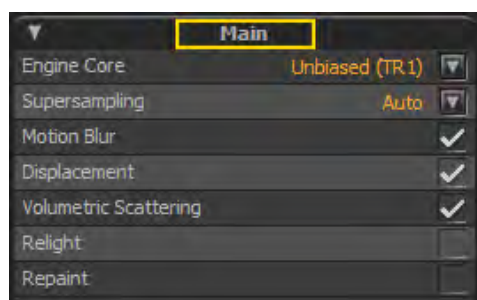 Main
Engine Core Unbiased (TR1)
Supersampling Auto
Motion Blur
Displacement
Volumetric Scattering
Relight
Repaint